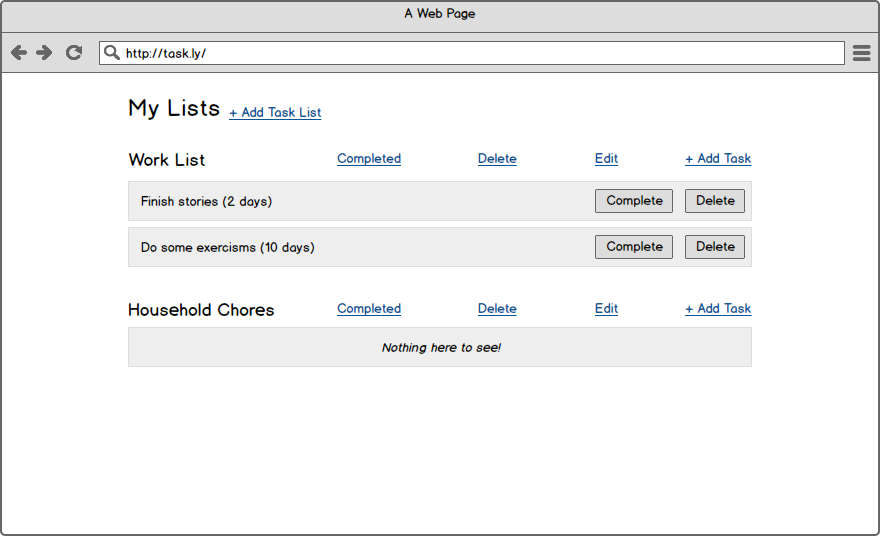 A Web Page
http://task.ly/
My Lists + Add Task List
Work List Completed Delete Edit + Add Task
Finish stories (2 days) Complete Delete
Do some exercisms (10 days) Complete Delete
Household Chores Completed Delete Edit + Add Task
Nothing here to see!